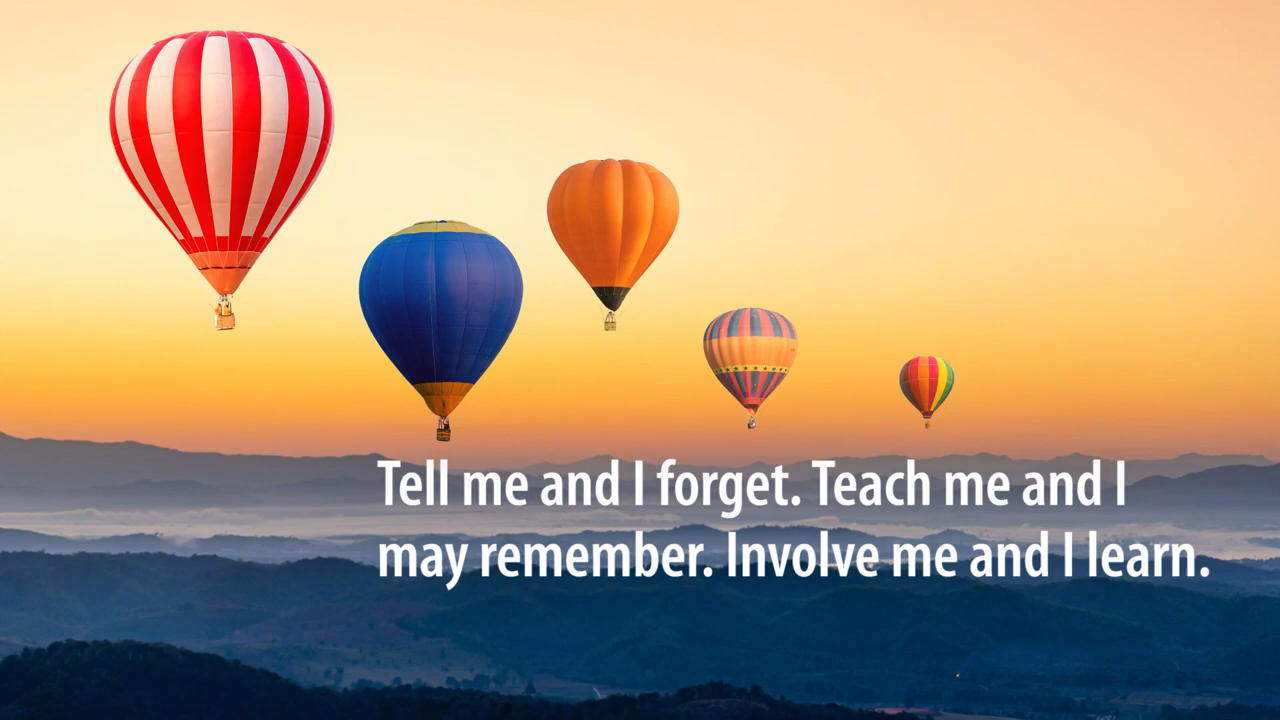 Tell me and I forget. Teach me and I
may remember. Involve me and I learn.